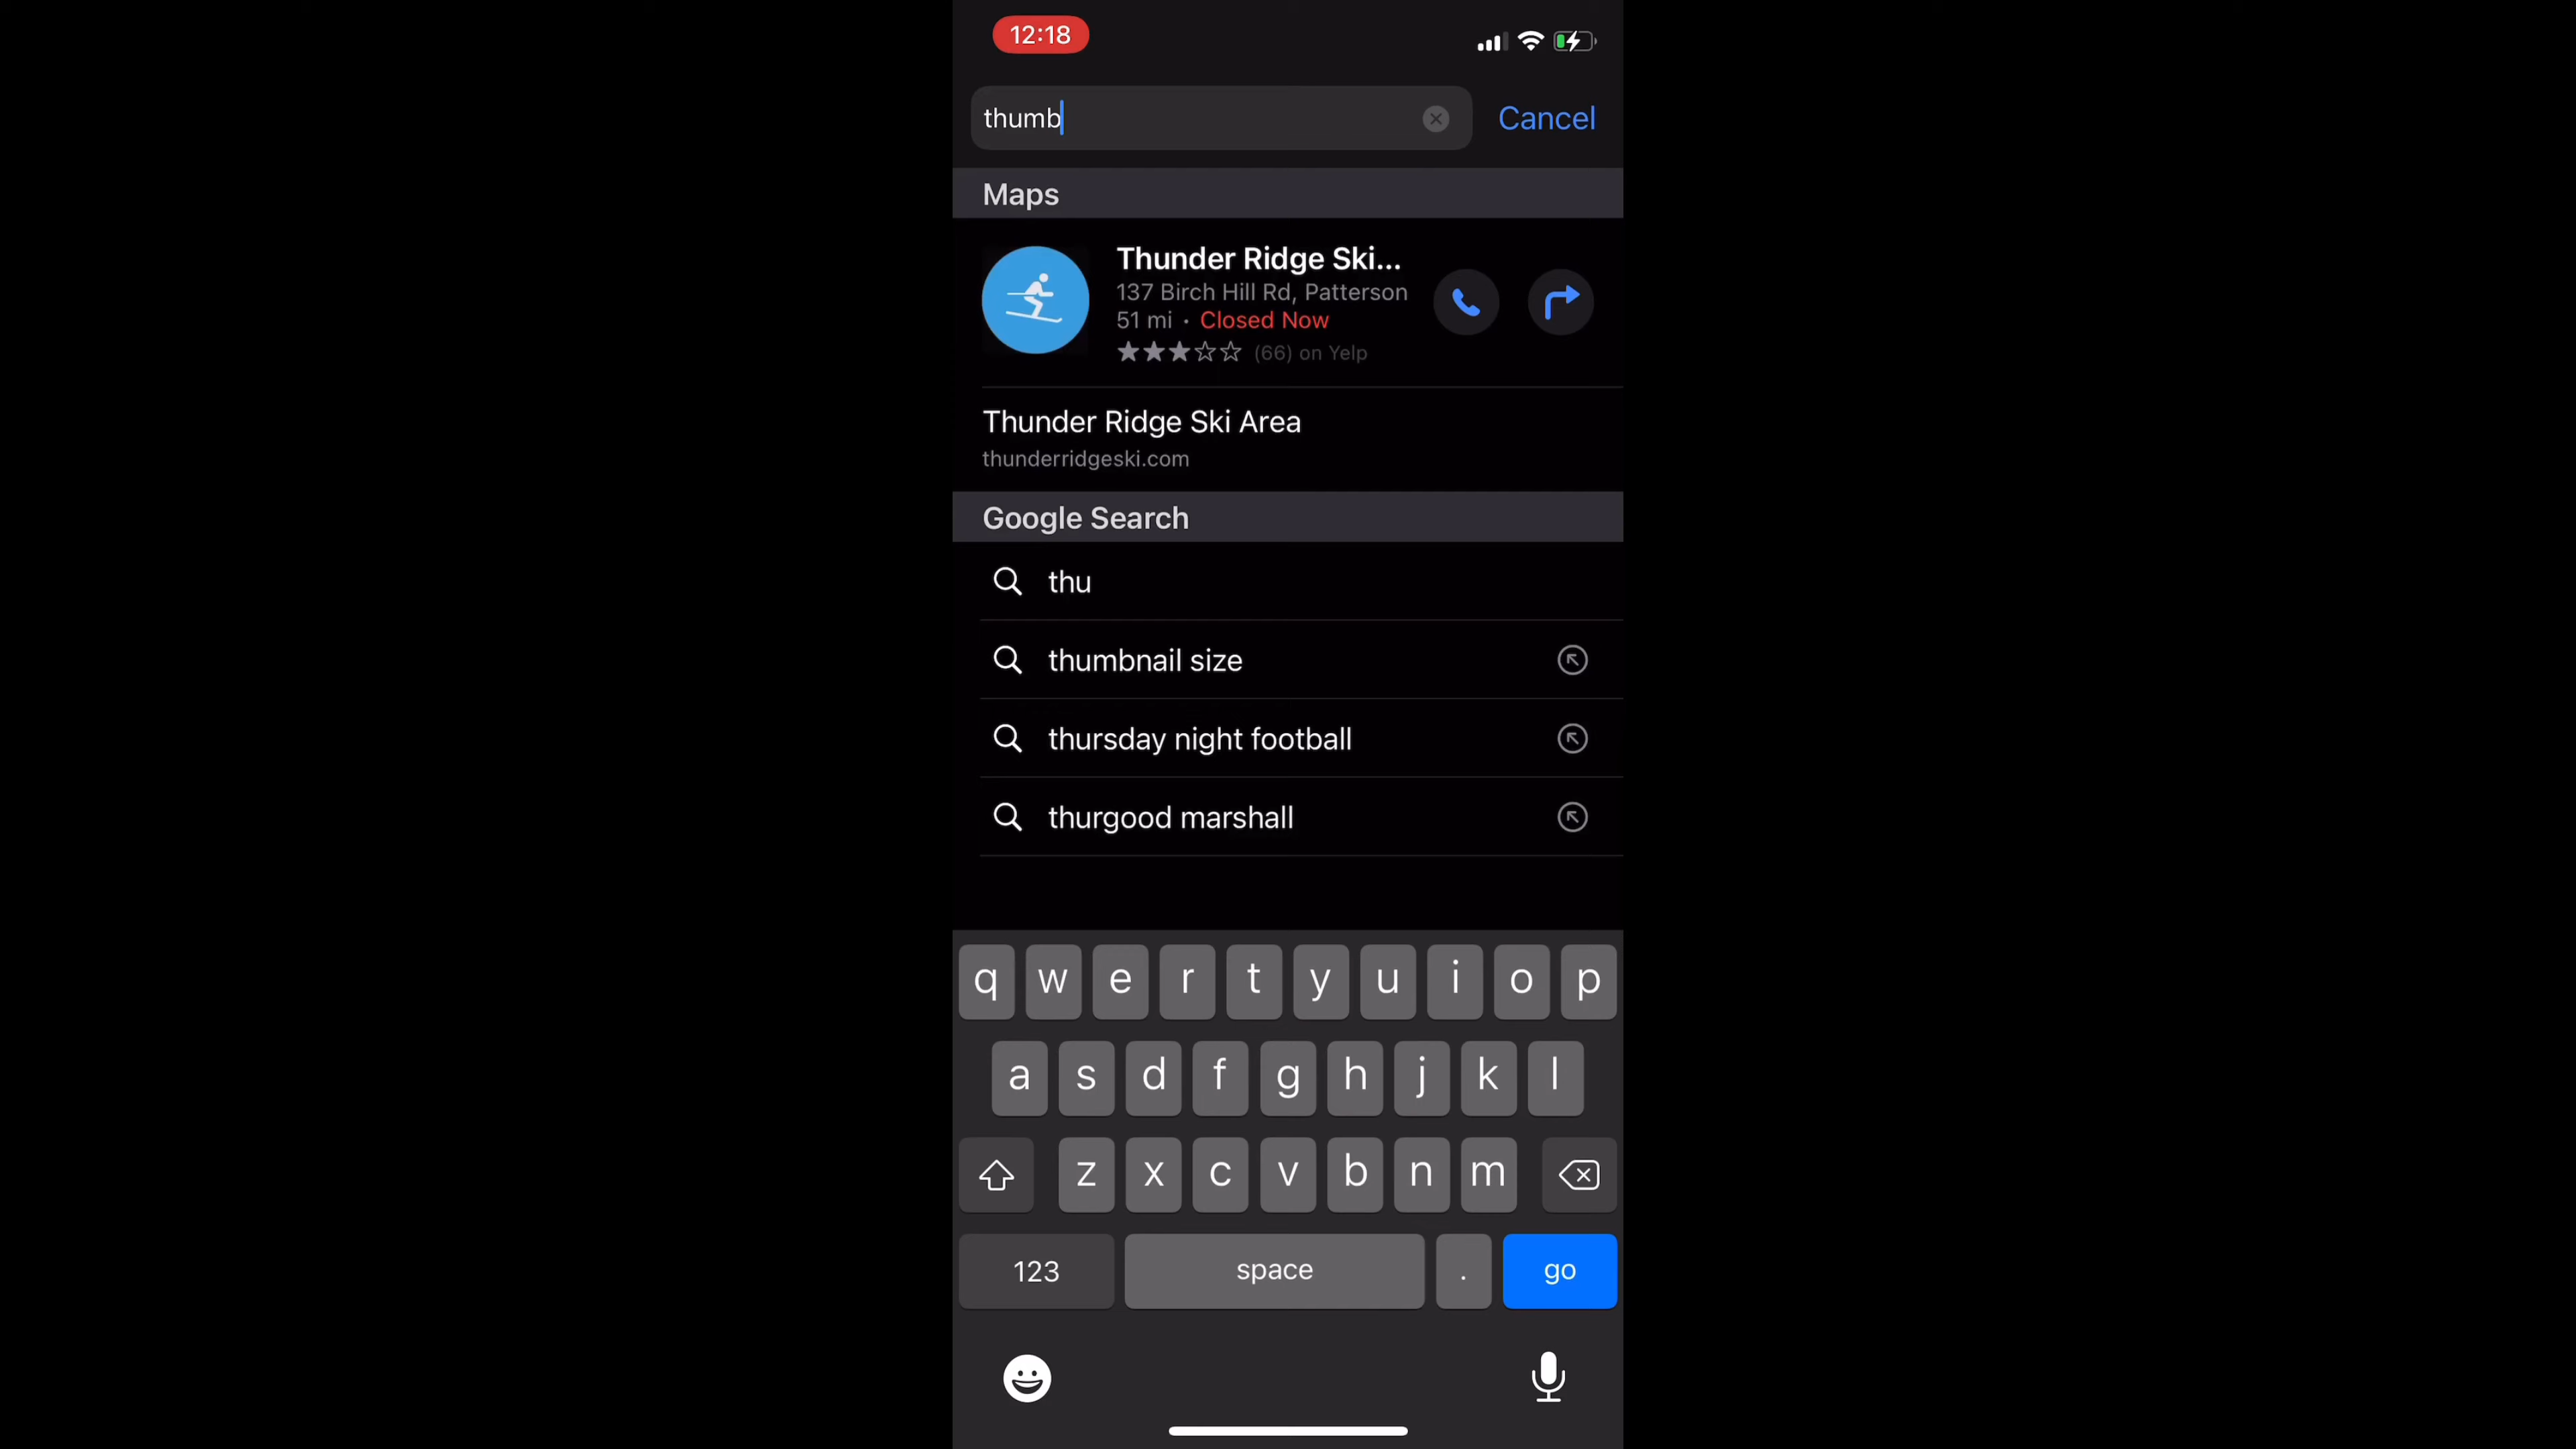 12:18
thumb
Cancel
Maps
Thunder Ridge Ski...
137 Birch Hill Rd, Patterson
51 mi · Closed Now
(66) on Yelp
Thunder Ridge Ski Area
thunderridgeski.com
Google Search
thu
thumbnail size
thursday night football
thurgood marshall
q w e r t y u i o p
a s d f g h j k l
z x c v b n m
123 space . go